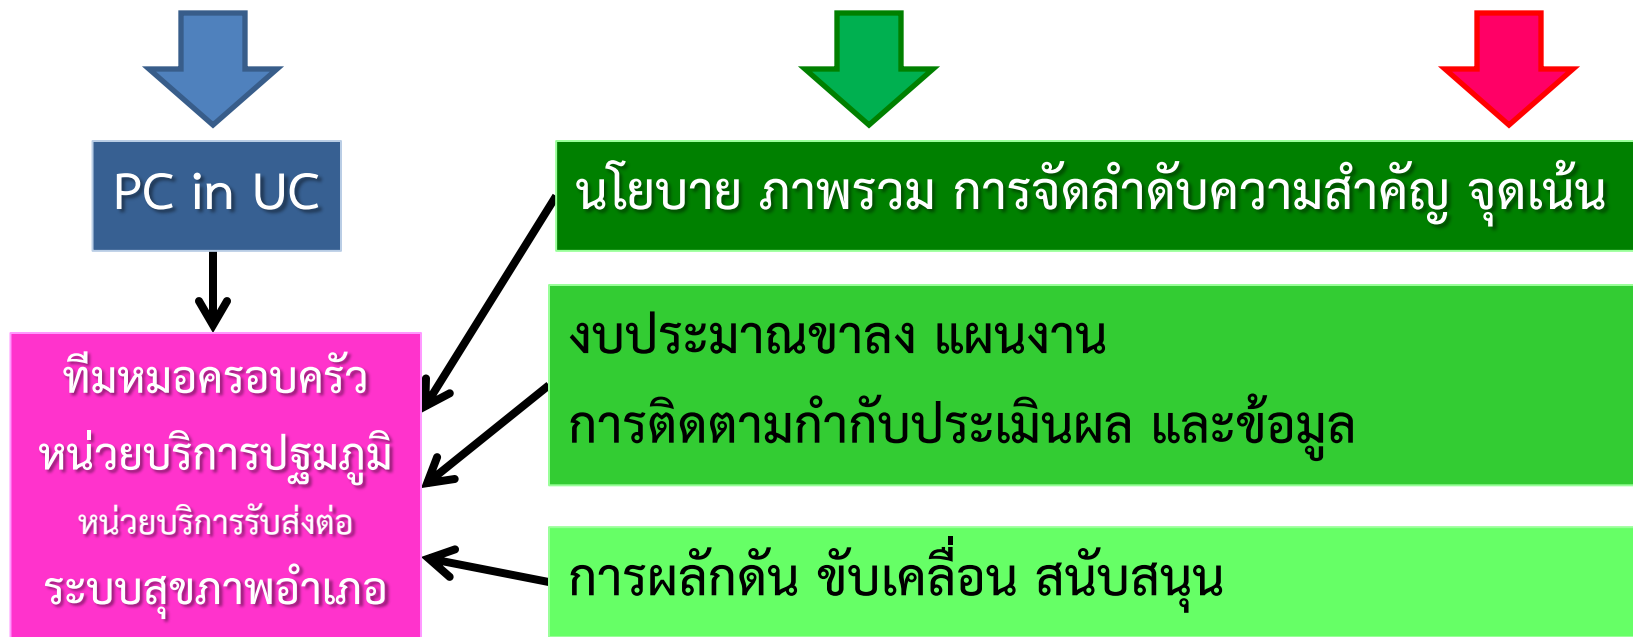 PC in UC
นโยบาย ภาพรวม การจัดลำดับความสำคัญ จุดเน้น
งบประมาณขาลง แผนงาน
การติดตามกำกับประเมินผล และข้อมูล
ทีมหมอครอบครัว
หน่วยบริการปฐมภูมิ
หน่วยบริการรับส่งต่อ
ระบบสุขภาพอำเภอ
การผลักดัน ขับเคลื่อน สนับสนุน